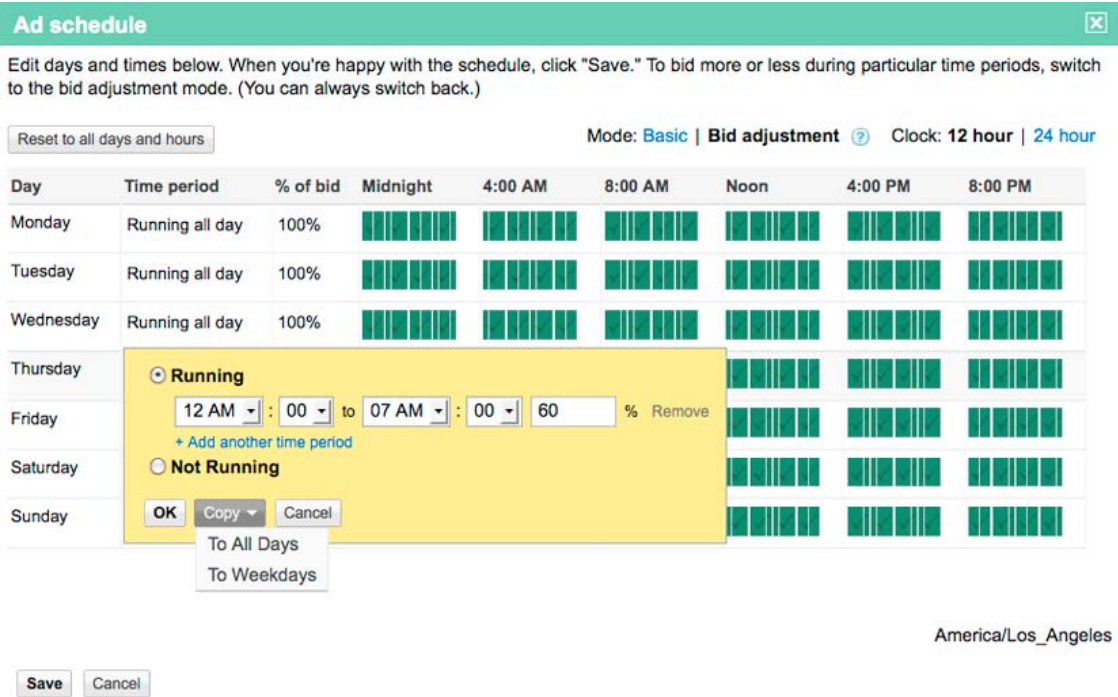 Ad schedule
Edit days and times below. When you're happy with the schedule, click "Save." To bid more or less during particular time periods, switch
to the bid adjustment mode. (You can always switch back.)
Reset to all days and hours Mode: Basic | Bid adjustment ? Clock: 12 hour | 24 hour
Day Time period % of bid Midnight 4:00 AM 8:00 AM Noon 4:00 PM 8:00 PM
Monday Running all day 100%
Tuesday Running all day 100%
Wednesday Running all day 100%
Thursday
Running
12 AM : 00 to 07 AM : 00 60 % Remove
Friday
+ Add another time period
Saturday
Not Running
Sunday
OK Copy Cancel
To All Days
To Weekdays
America/Los_Angeles
Save Cancel